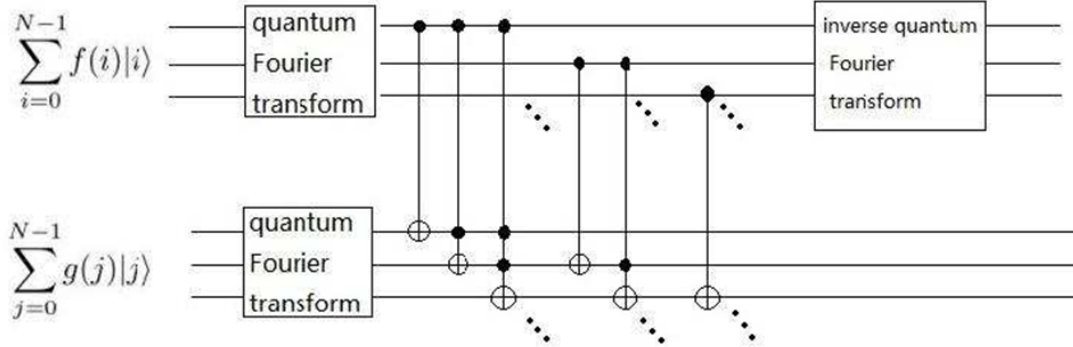 N−1
∑ f(i)|i⟩
i=0
quantum
Fourier
transform
inverse quantum
Fourier
transform
N−1
∑ g(j)|j⟩
j=0
quantum
Fourier
transform